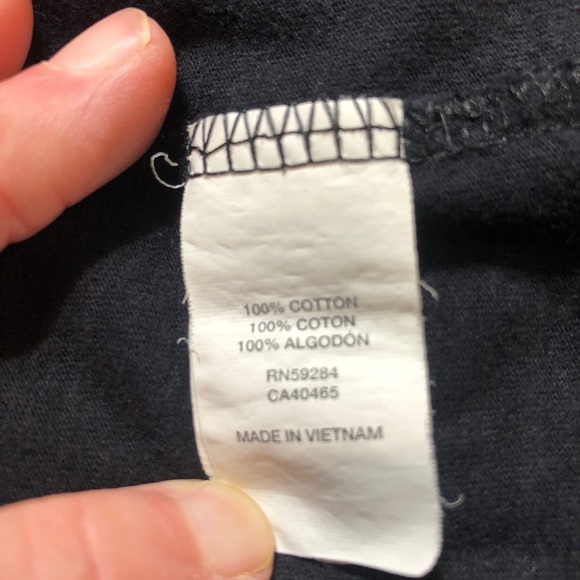 100% COTTON
100% COTON
100% ALGODÓN
RN59284
CA40465
MADE IN VIETNAM